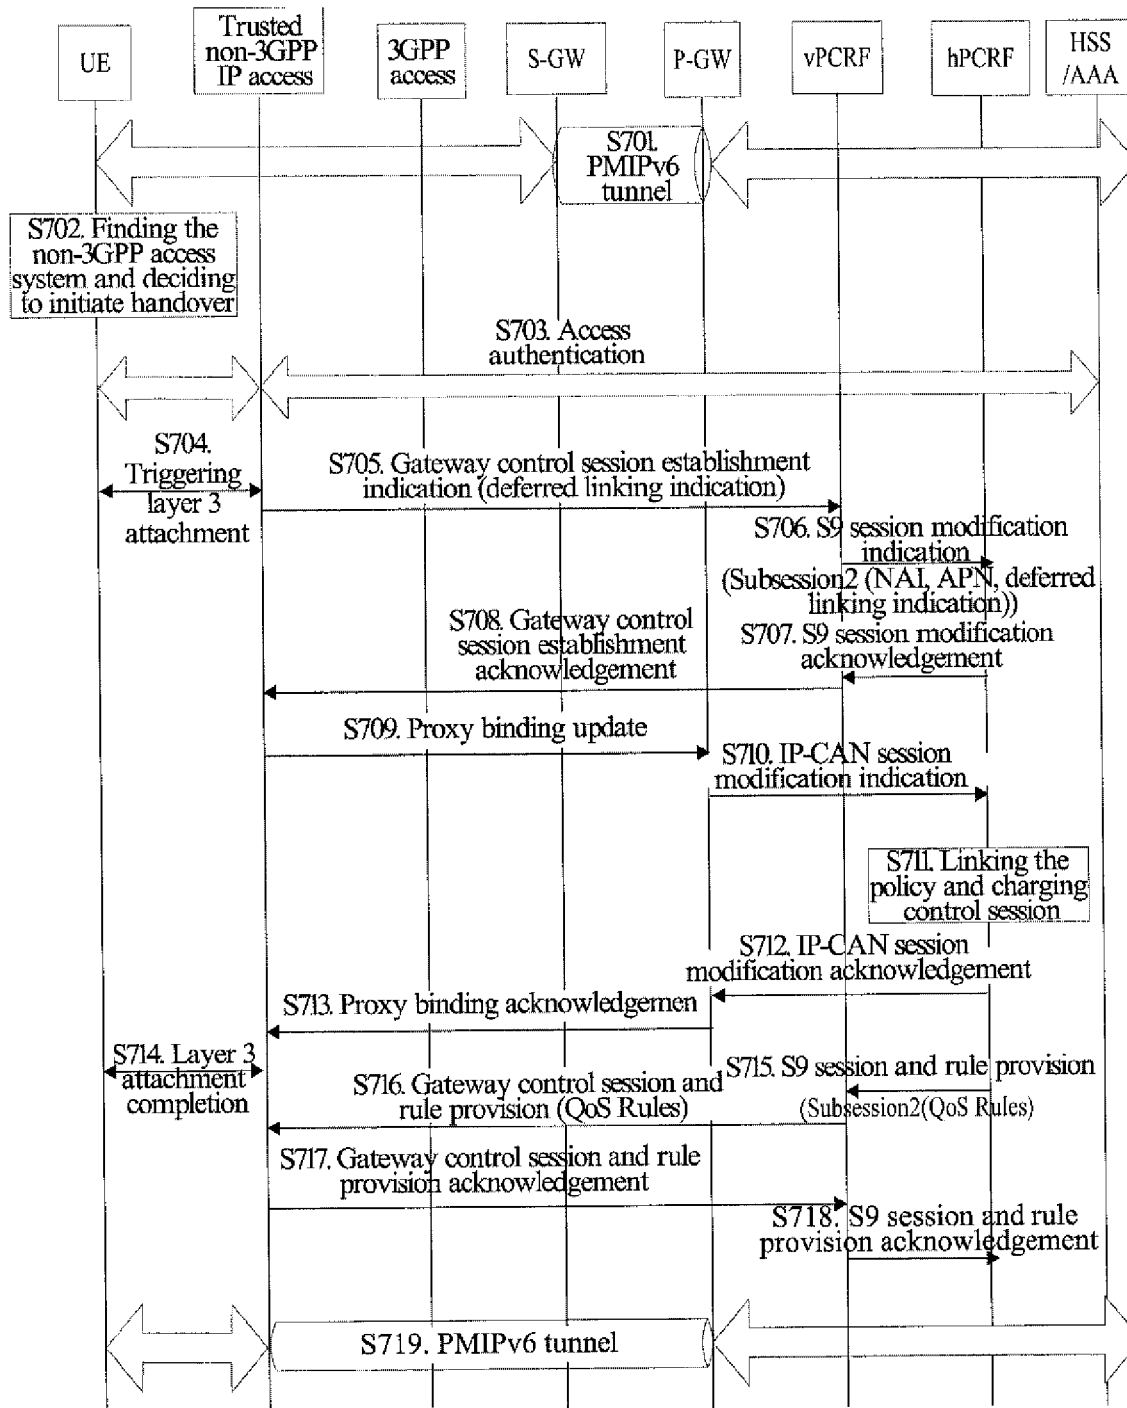 UE
Trusted
non-3GPP
IP access
3GPP
access
S-GW
P-GW
vPCRF
hPCRF
HSS
/AAA
S701.
PMIPv6
tunnel
S702. Finding the
non-3GPP access
system and deciding
to initiate handover
S703. Access
authentication
S704.
Triggering
layer 3
attachment
S705. Gateway control session establishment
indication (deferred linking indication)
S706. S9 session modification
indication
(Subsession2 (NAI, APN, deferred
linking indication))
S708. Gateway control
session establishment
acknowledgement
S707. S9 session modification
acknowledgement
S709. Proxy binding update
S710. IP-CAN session
modification indication
S711. Linking the
policy and charging
control session
S712. IP-CAN session
modification acknowledgement
S713. Proxy binding acknowledgemen
S714. Layer 3
attachment
completion
S715. S9 session and rule provision
(Subsession2(QoS Rules)
S716. Gateway control session and
rule provision (QoS Rules)
S717. Gateway control session and rule
provision acknowledgement
S718. S9 session and rule
provision acknowledgement
S719. PMIPv6 tunnel